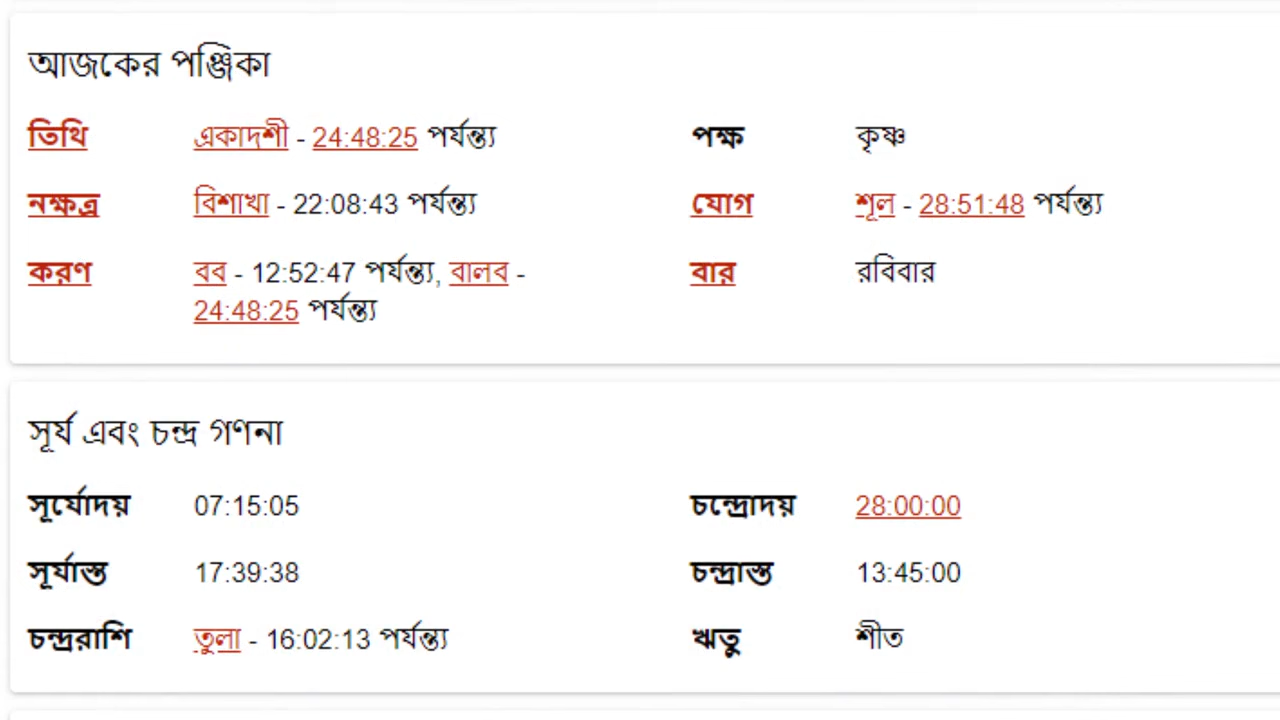 আজকের পঞ্জিকা
তিথি একাদশী - 24:48:25 পর্যন্ত্য পক্ষ কৃষ্ণ
নক্ষত্র বিশাখা - 22:08:43 পর্যন্ত্য যোগ শূল - 28:51:48 পর্যন্ত্য
করণ বব - 12:52:47 পর্যন্ত্য, বালব - বার রবিবার
24:48:25 পর্যন্ত্য
সূর্য এবং চন্দ্র গণনা
সূর্যোদয় 07:15:05 চন্দ্রোদয় 28:00:00
সূর্যাস্ত 17:39:38 চন্দ্রাস্ত 13:45:00
চন্দ্ররাশি তুলা - 16:02:13 পর্যন্ত্য ঋতু শীত